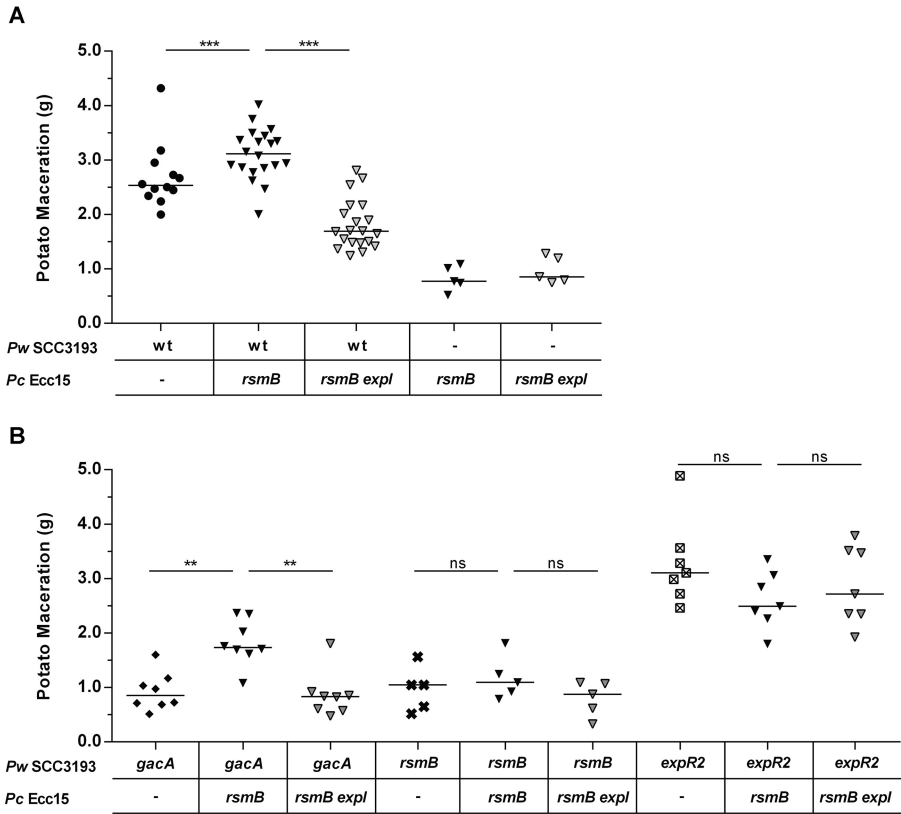 A
*** ***
5.0
4.0
3.0
2.0
1.0
0.0
Potato Maceration (g)
Pw SCC3193 wt wt wt - -
Pc Ecc15 - rsmB rsmB expI rsmB rsmB expI
B
ns ns
** ** ns ns
5.0
4.0
3.0
2.0
1.0
0.0
Potato Maceration (g)
Pw SCC3193 gacA gacA gacA rsmB rsmB rsmB expR2 expR2 expR2
Pc Ecc15 - rsmB rsmB expI - rsmB rsmB expI - rsmB rsmB expI